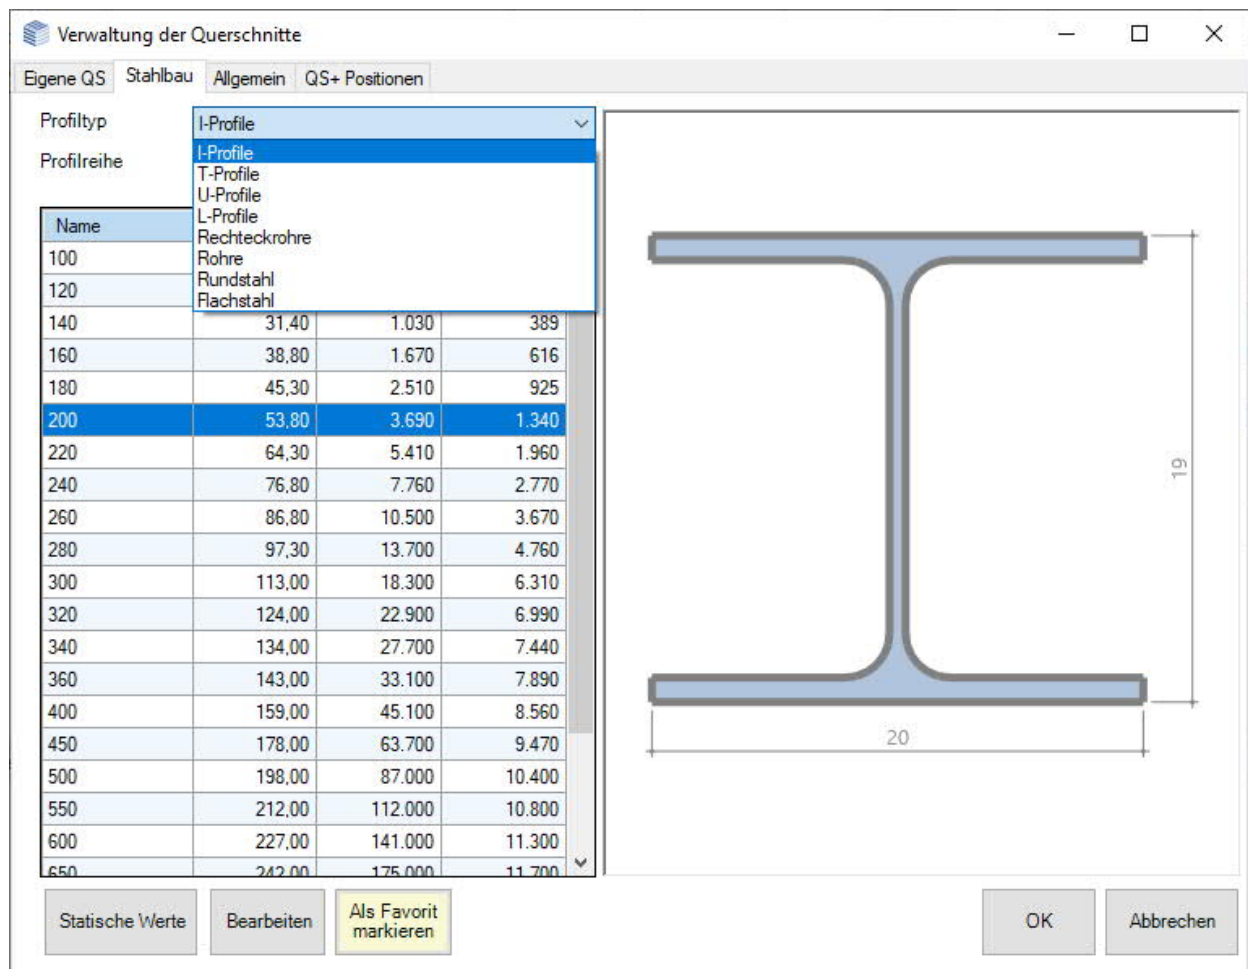 Verwaltung der Querschnitte
Eigene QS Stahlbau Allgemein QS+ Positionen
Profiltyp I-Profile
Profilreihe
I-Profile
T-Profile
U-Profile
L-Profile
Rechteckrohre
Rohre
Rundstahl
Flachstahl
Name
100
120
140 31,40 1.030 389
160 38,80 1.670 616
180 45,30 2.510 925
200 53,80 3.690 1.340
220 64,30 5.410 1.960
240 76,80 7.760 2.770
260 86,80 10.500 3.670
280 97,30 13.700 4.760
300 113,00 18.300 6.310
320 124,00 22.900 6.990
340 134,00 27.700 7.440
360 143,00 33.100 7.890
400 159,00 45.100 8.560
450 178,00 63.700 9.470
500 198,00 87.000 10.400
550 212,00 112.000 10.800
600 227,00 141.000 11.300
650 242,00 175.000 11.700
19
20
Statische Werte
Bearbeiten
Als Favorit
markieren
OK
Abbrechen